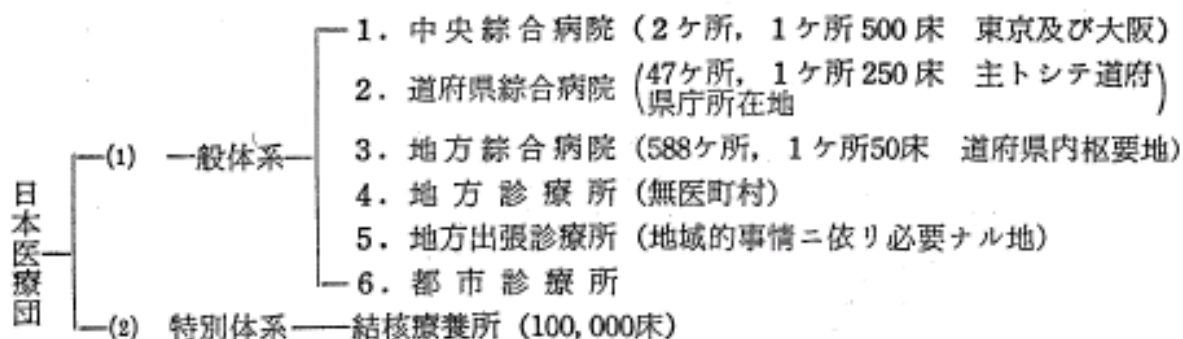 日本医療団
(1) 一般体系
1. 中央綜合病院 (2ケ所, 1ケ所500床 東京及び大阪)
2. 道府県綜合病院 (47ケ所, 1ケ所250床 主トシテ道府
県庁所在地)
3. 地方綜合病院 (588ケ所, 1ケ所50床 道府県内枢要地)
4. 地方診療所 (無医町村)
5. 地方出張診療所 (地域的事情ニ依リ必要ナル地)
6. 都市診療所
(2) 特別体系 結核療養所 (100,000床)